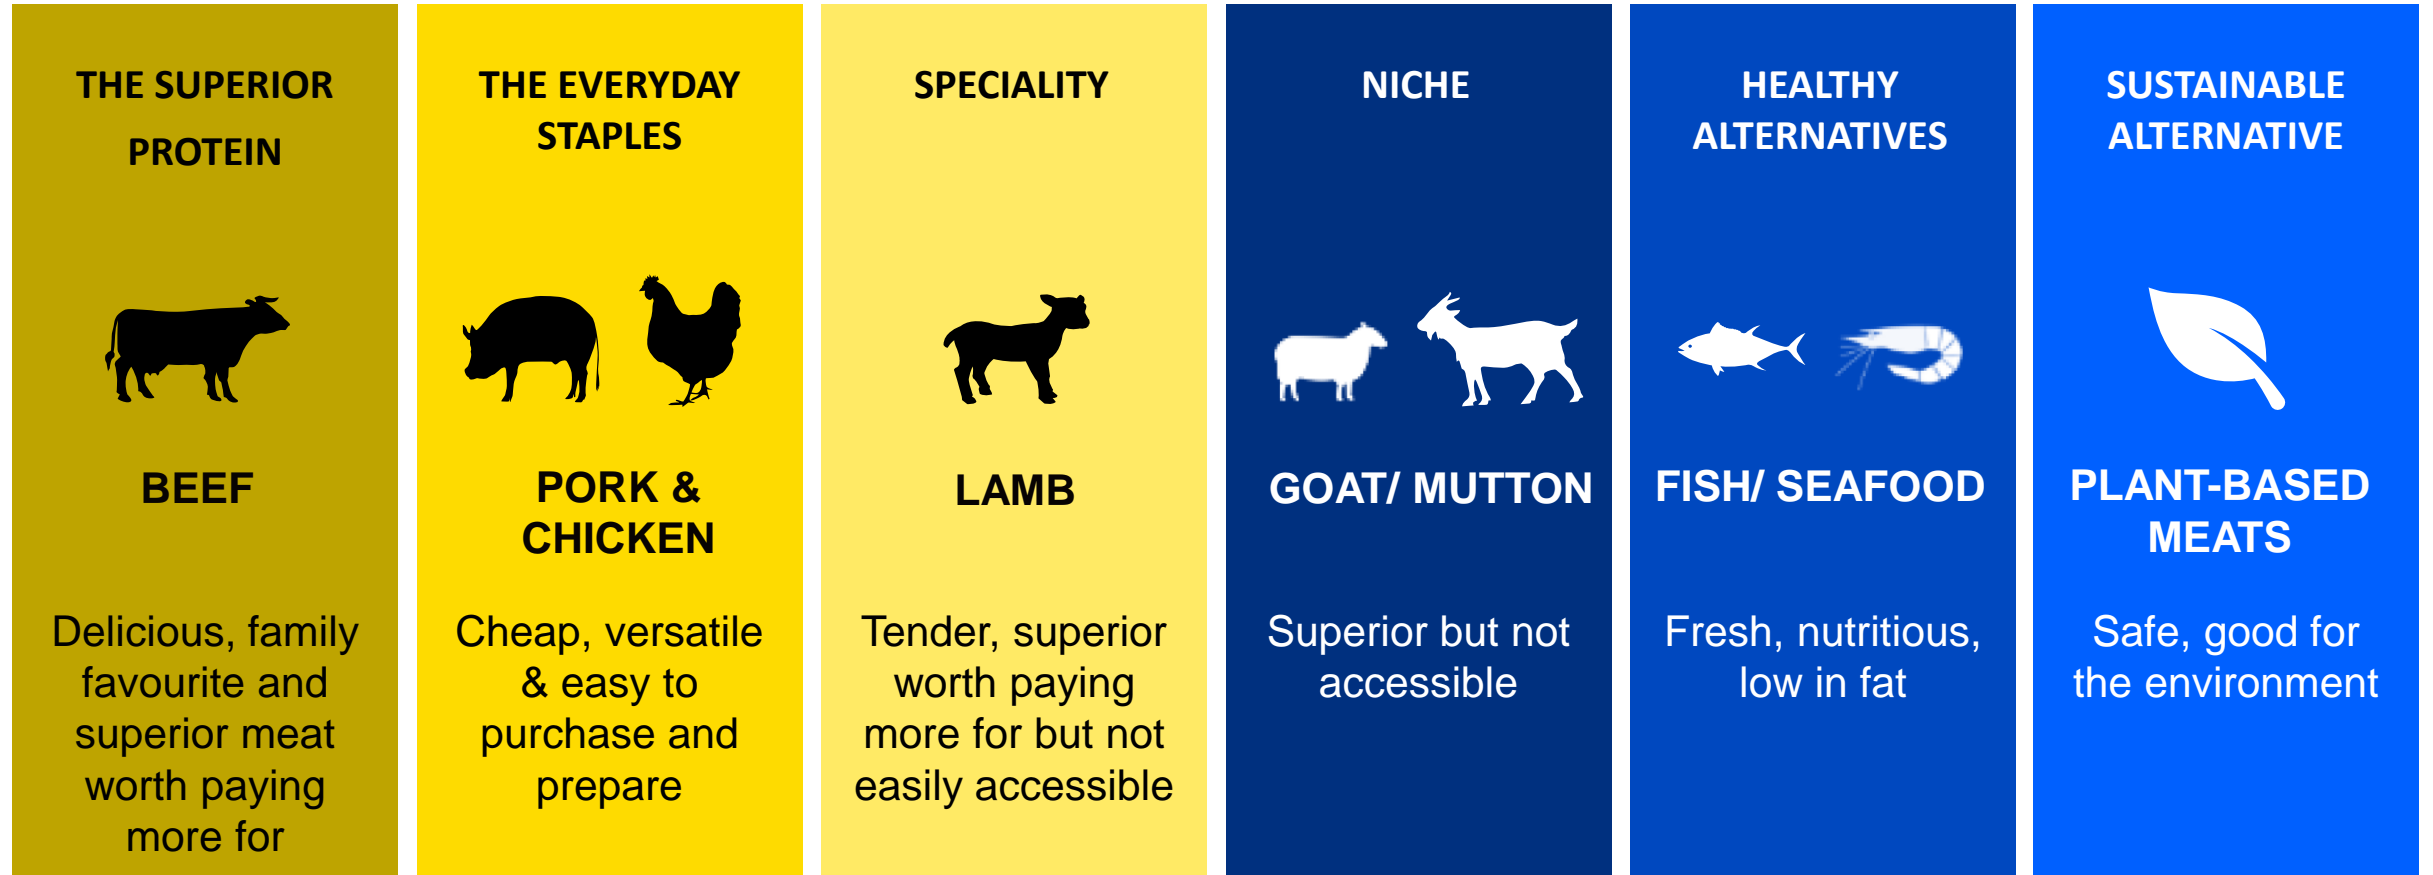 THE SUPERIOR
PROTEIN
BEEF
Delicious, family
favourite and
superior meat
worth paying
more for
THE EVERYDAY
STAPLES
PORK &
CHICKEN
Cheap, versatile
& easy to
purchase and
prepare
SPECIALITY
LAMB
Tender, superior
worth paying
more for but not
easily accessible
NICHE
GOAT/ MUTTON
Superior but not
accessible
HEALTHY
ALTERNATIVES
FISH/ SEAFOOD
Fresh, nutritious,
low in fat
SUSTAINABLE
ALTERNATIVE
PLANT-BASED
MEATS
Safe, good for
the environment